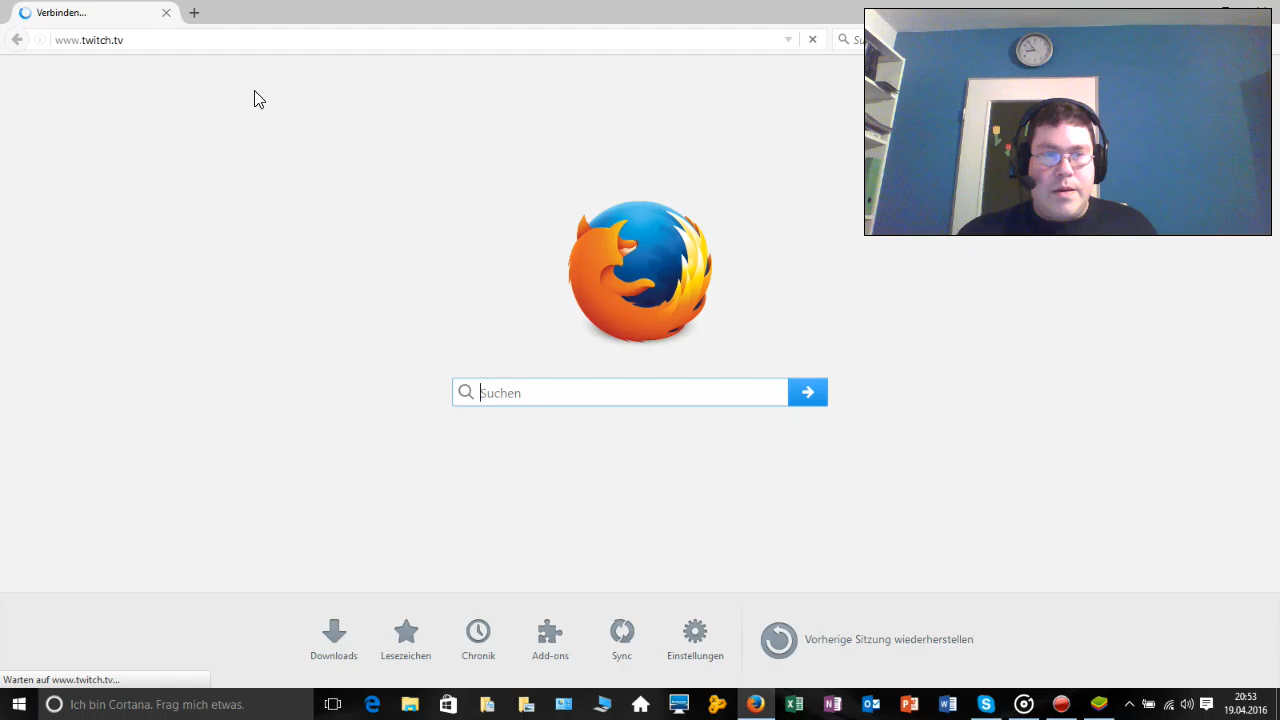 Verbinden...
www.twitch.tv
Suchen
Downloads
Lesezeichen
Chronik
Add-ons
Sync
Einstellungen
Vorherige Sitzung wiederherstellen
Warten auf www.twitch.tv...
Ich bin Cortana. Frag mich etwas.
20:53
19.04.2016